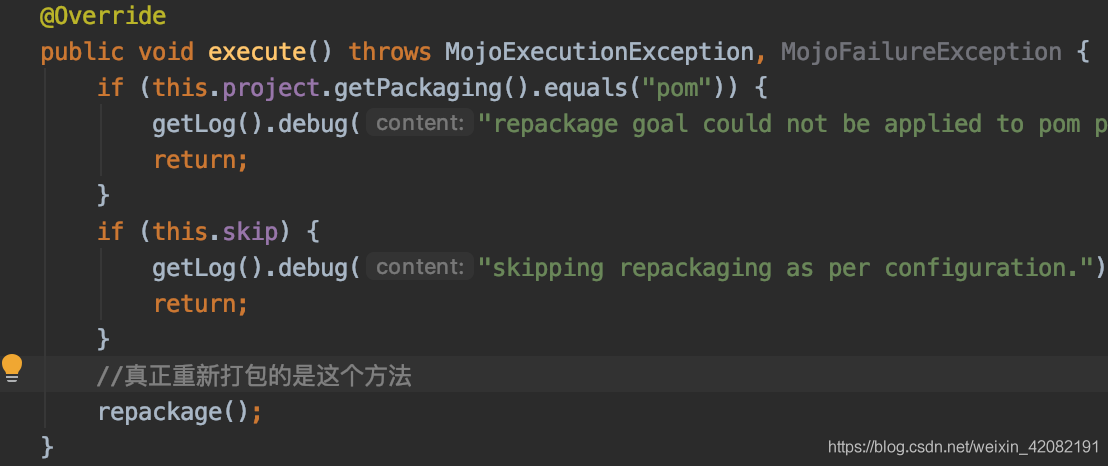 @Override
public void execute() throws MojoExecutionException, MojoFailureException {
if (this.project.getPackaging().equals("pom")) {
getLog().debug( content: "repackage goal could not be applied to pom p
return;
}
if (this.skip) {
getLog().debug( content: "skipping repackaging as per configuration.")
return;
}
//真正重新打包的是这个方法
repackage();
}
https://blog.csdn.net/weixin_42082191